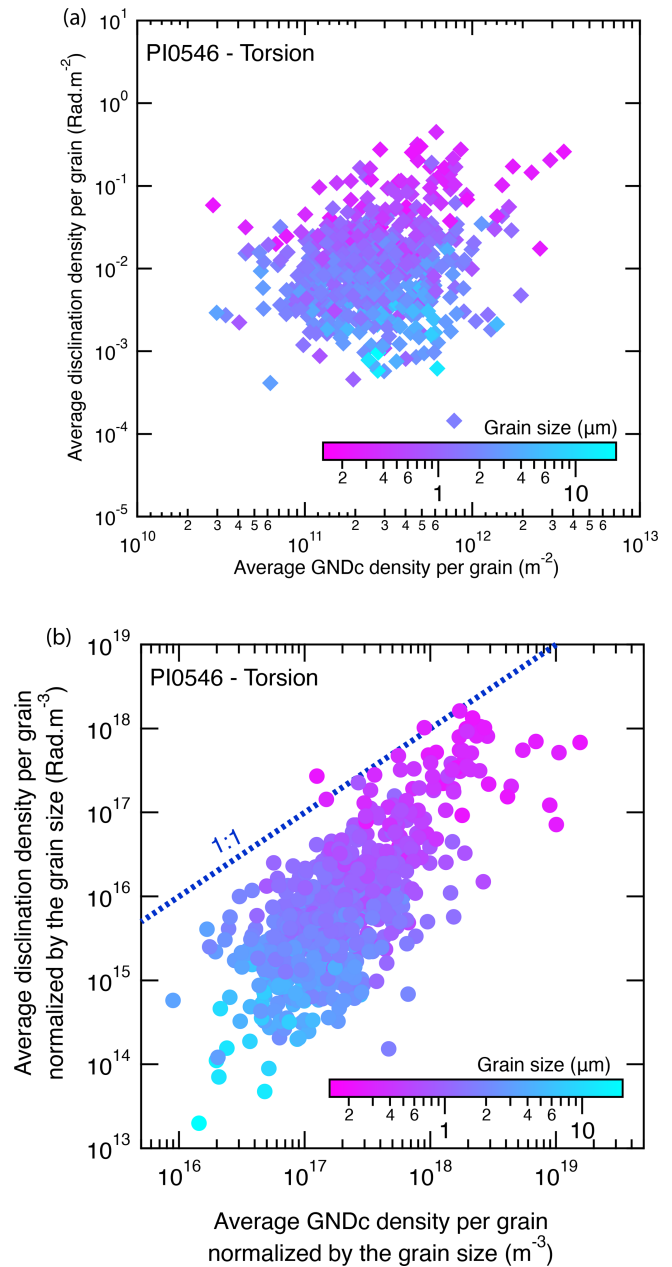 (a)
PI0546 - Torsion
Average disclination density per grain (Rad.m-2)
10^1
10^0
10^-1
10^-2
10^-3
10^-4
10^-5
Grain size (µm)
2 4 6 1 2 4 6 10
10^10 2 3 4 5 6 10^11 2 3 4 5 6 10^12 2 3 4 5 6 10^13
Average GNDc density per grain (m^-2)
(b)
PI0546 - Torsion
Average disclination density per grain
normalized by the grain size (Rad.m^-3)
10^19
10^18
10^17
10^16
10^15
10^14
10^13
1:1
Grain size (µm)
2 4 6 1 2 4 6 10
10^16 10^17 10^18 10^19
Average GNDc density per grain
normalized by the grain size (m^-3)